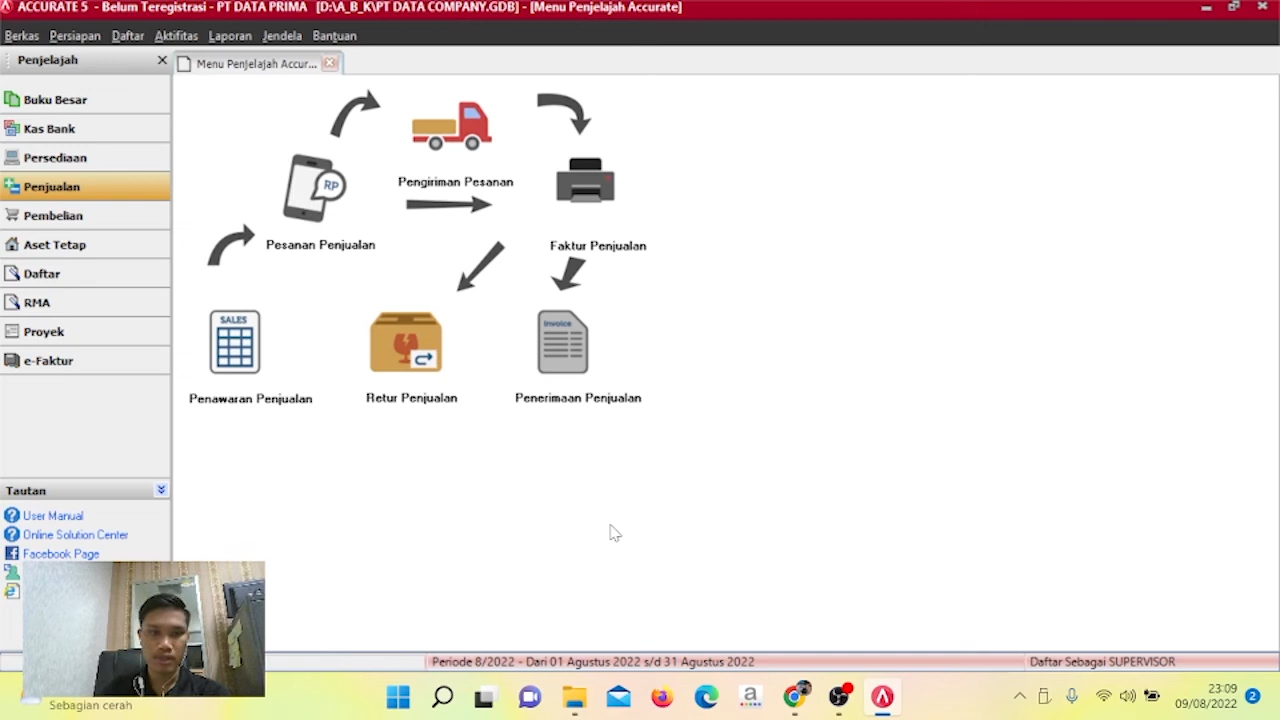 ACCURATE 5 - Belum Teregistrasi - PT DATA PRIMA [D:\A_B_K\PT DATA COMPANY.GDB] - [Menu Penjelajah Accurate]
Berkas Persiapan Daftar Aktifitas Laporan Jendela Bantuan
Penjelajah
Menu Penjelajah Accur...
Buku Besar
Kas Bank
Persediaan
Penjualan
Pembelian
Aset Tetap
Daftar
RMA
Proyek
e-Faktur
Pengiriman Pesanan
RP
Pesanan Penjualan
Faktur Penjualan
SALES
Invoice
Penawaran Penjualan
Retur Penjualan
Penerimaan Penjualan
Tautan
User Manual
Online Solution Center
Facebook Page
Periode 8/2022 - Dari 01 Agustus 2022 s/d 31 Agustus 2022
Daftar Sebagai SUPERVISOR
Sebagian cerah
a
23:09
09/08/2022
2